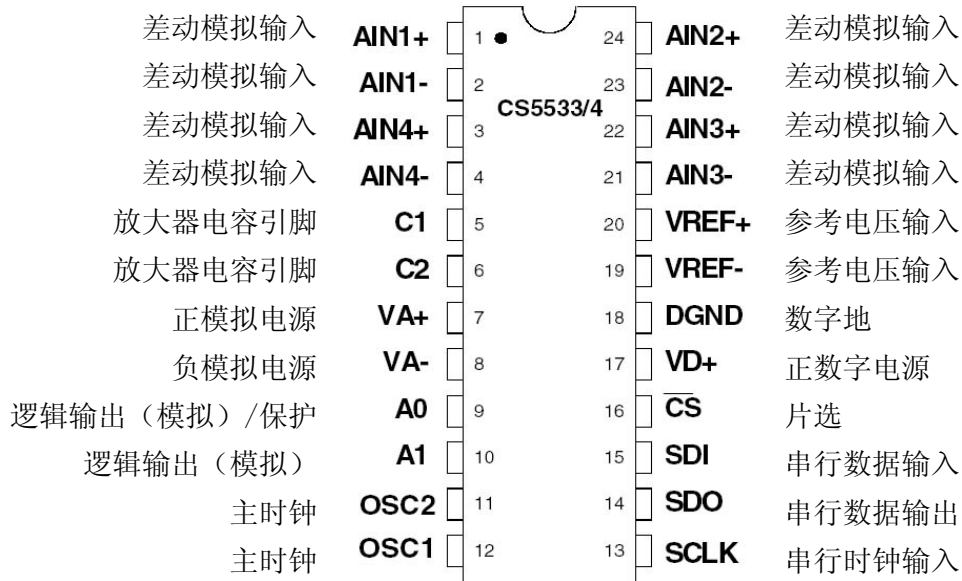 差动模拟输入 AIN1+ 1 24 AIN2+ 差动模拟输入
差动模拟输入 AIN1- 2 23 AIN2- 差动模拟输入
CS5533/4
差动模拟输入 AIN4+ 3 22 AIN3+ 差动模拟输入
差动模拟输入 AIN4- 4 21 AIN3- 差动模拟输入
放大器电容引脚 C1 5 20 VREF+ 参考电压输入
放大器电容引脚 C2 6 19 VREF- 参考电压输入
正模拟电源 VA+ 7 18 DGND 数字地
负模拟电源 VA- 8 17 VD+ 正数字电源
逻辑输出（模拟）/保护 A0 9 16 C̅S̅ 片选
逻辑输出（模拟） A1 10 15 SDI 串行数据输入
主时钟 OSC2 11 14 SDO 串行数据输出
主时钟 OSC1 12 13 SCLK 串行时钟输入